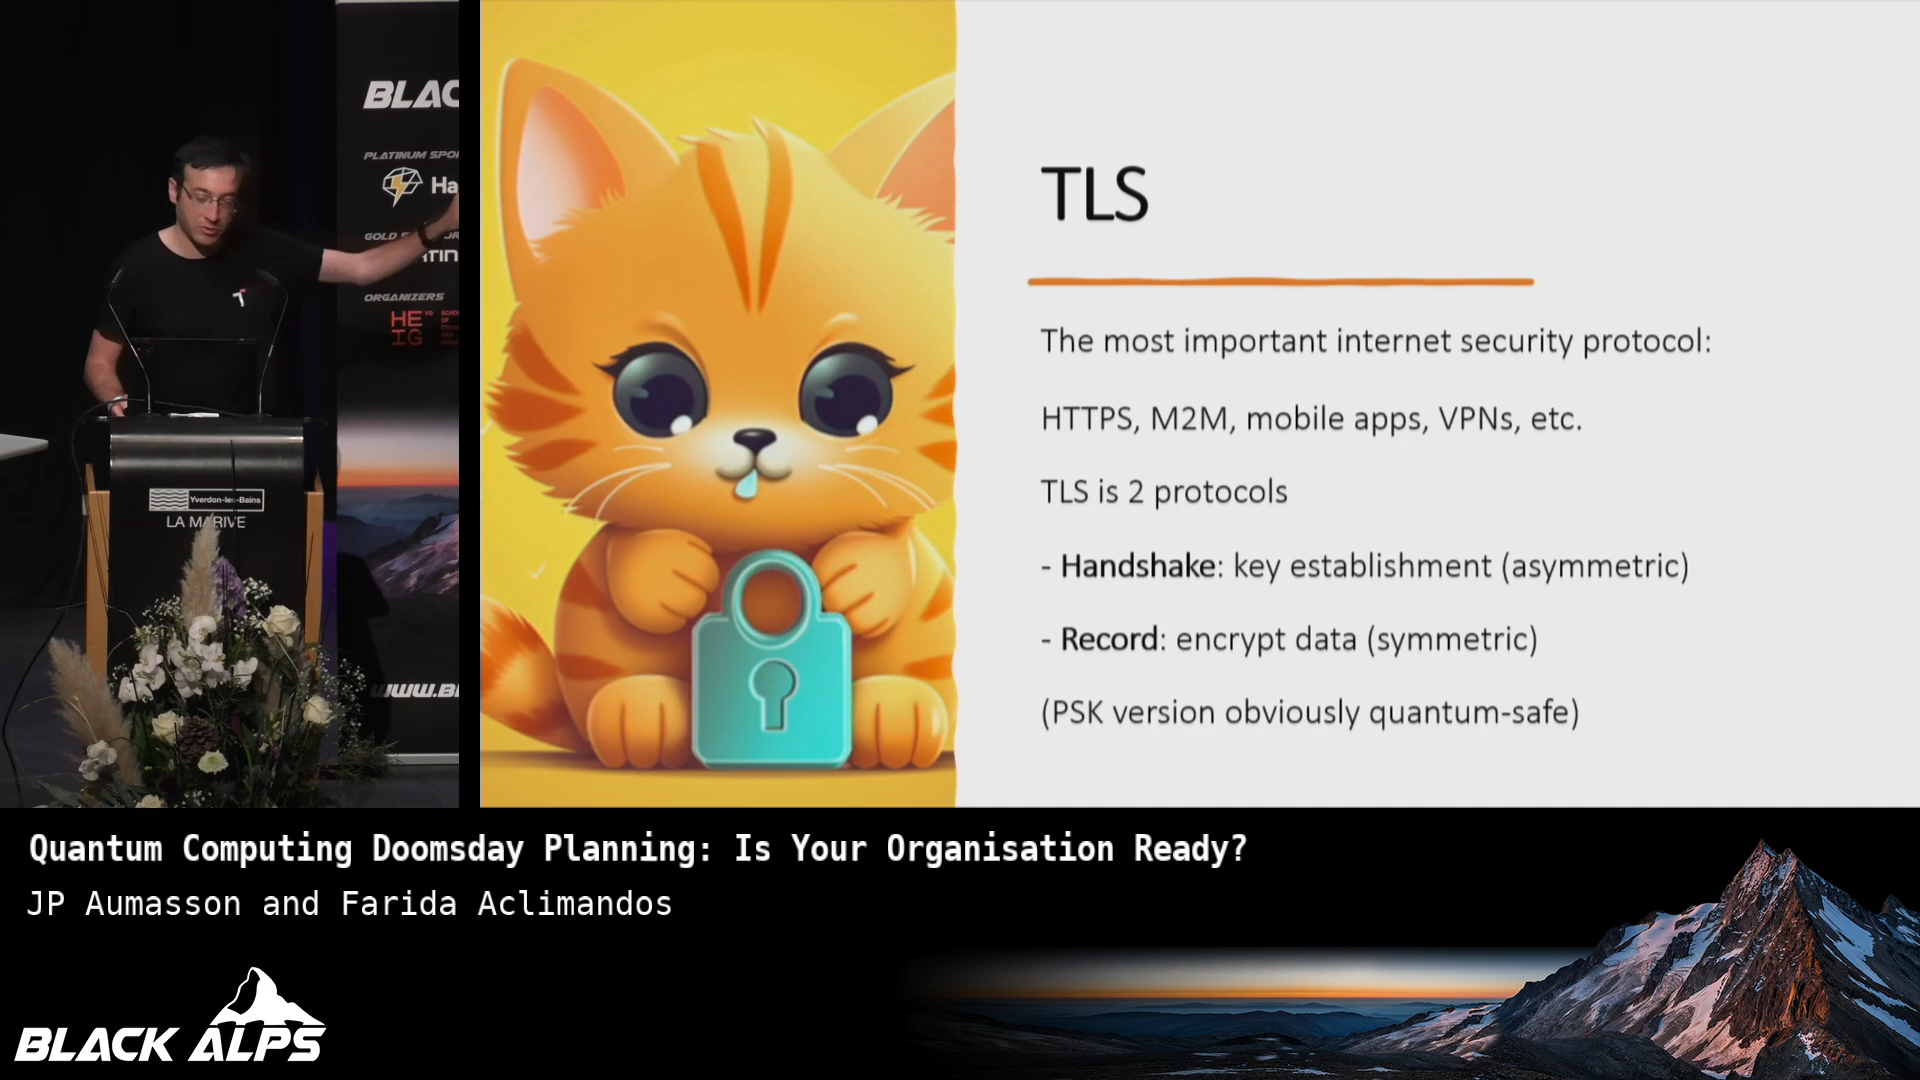 BLAC
PLATINUM SPO
Ha
GOLD
TIN
ORGANIZERS
HE
IG
Yverdon-les-Bains
LA MARIVE
WWW.B
TLS
The most important internet security protocol:
HTTPS, M2M, mobile apps, VPNs, etc.
TLS is 2 protocols
- Handshake: key establishment (asymmetric)
- Record: encrypt data (symmetric)
(PSK version obviously quantum-safe)
Quantum Computing Doomsday Planning: Is Your Organisation Ready?
JP Aumasson and Farida Aclimandos
BLACK ALPS